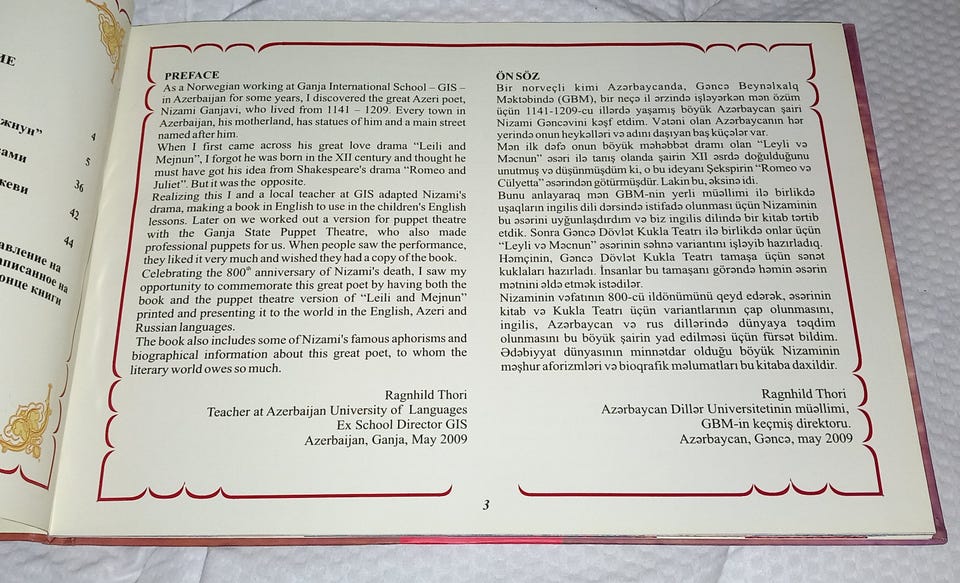 ИЕ
жнун"
4
ами
5
36
кеви
42
44
авление на
аписанное на
онце книги
PREFACE
As a Norwegian working at Ganja International School – GIS –
in Azerbaijan for some years, I discovered the great Azeri poet,
Nizami Ganjavi, who lived from 1141 – 1209. Every town in
Azerbaijan, his motherland, has statues of him and a main street
named after him.
When I first came across his great love drama “Leili and
Mejnun”, I forgot he was born in the XII century and thought he
must have got his idea from Shakespeare's drama “Romeo and
Juliet”. But it was the opposite.
Realizing this I and a local teacher at GIS adapted Nizami's
drama, making a book in English to use in the children's English
lessons. Later on we worked out a version for puppet theatre
with the Ganja State Puppet Theatre, who also made
professional puppets for us. When people saw the performance,
they liked it very much and wished they had a copy of the book.
Celebrating the 800th anniversary of Nizami's death, I saw my
opportunity to commemorate this great poet by having both the
book and the puppet theatre version of “Leili and Mejnun”
printed and presenting it to the world in the English, Azeri and
Russian languages.
The book also includes some of Nizami's famous aphorisms and
biographical information about this great poet, to whom the
literary world owes so much.
Ragnhild Thori
Teacher at Azerbaijan University of Languages
Ex School Director GIS
Azerbaijan, Ganja, May 2009
ÖN SÖZ
Bir norveçli kimi Azərbaycanda, Gəncə Beynəlxalq
Məktəbində (GBM), bir neçə il ərzində işləyərkən mən özüm
üçün 1141-1209-cu illərdə yaşamış böyük Azərbaycan şairi
Nizami Gəncəvini kəşf etdim. Vətəni olan Azərbaycanın hər
yerində onun heykəlləri və adını daşıyan baş küçələr var.
Mən ilk dəfə onun böyük məhəbbət dramı olan “Leyli və
Məcnun” əsəri ilə tanış olanda şairin XII əsrdə doğulduğunu
unutmuş və düşünmüşdüm ki, o bu ideyanı Şekspirin “Romeo və
Cülyetta” əsərindən götürmüşdür. Lakin bu, əksinə idi.
Bunu anlayaraq mən GBM-nin yerli müəllimi ilə birlikdə
uşaqların ingilis dili dərsində istifadə olunması üçün Nizaminin
bu əsərini uyğunlaşdırdım və biz ingilis dilində bir kitab tərtib
etdik. Sonra Gəncə Dövlət Kukla Teatrı ilə birlikdə onlar üçün
“Leyli və Məcnun” əsərinin səhnə variantını işləyib hazırladıq.
Həmçinin, Gəncə Dövlət Kukla Teatrı tamaşa üçün sənət
kuklaları hazırladı. İnsanlar bu tamaşanı görəndə həmin əsərin
mətnini əldə etmək istədilər.
Nizaminin vəfatının 800-cü ildönümünü qeyd edərək, əsərinin
kitab və Kukla Teatrı üçün variantlarının çap olunmasını,
ingilis, Azərbaycan və rus dillərində dünyaya təqdim
olunmasını bu böyük şairin yad edilməsi üçün fürsət bildim.
Ədəbiyyat dünyasının minnətdar olduğu böyük Nizaminin
məşhur aforizmləri və bioqrafik məlumatları bu kitaba daxildir.
Ragnhild Thori
Azərbaycan Dillər Universitetinin müəllimi,
GBM-in keçmiş direktoru.
Azərbaycan, Gəncə, may 2009
3